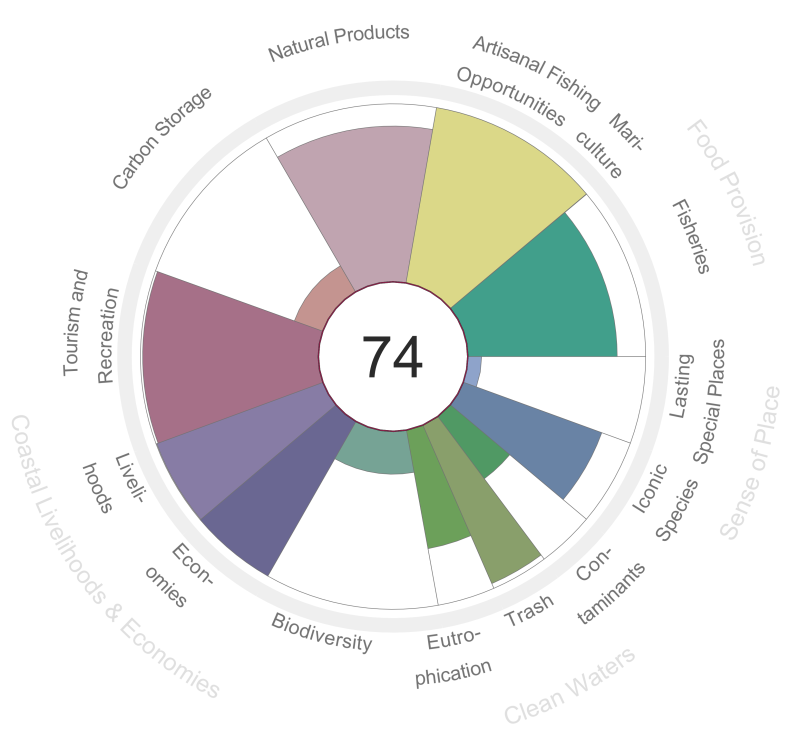 Natural Products
Artisanal Fishing
Opportunities
Mari-
culture
Food Provision
Fisheries
Carbon Storage
Tourism and
Recreation
74
Lasting
Special Places
Sense of Place
Iconic
Species
Coastal Livelihoods & Economies
Liveli-
hoods
Econ-
omies
Biodiversity
Eutro-
phication
Trash
Con-
taminants
Clean Waters